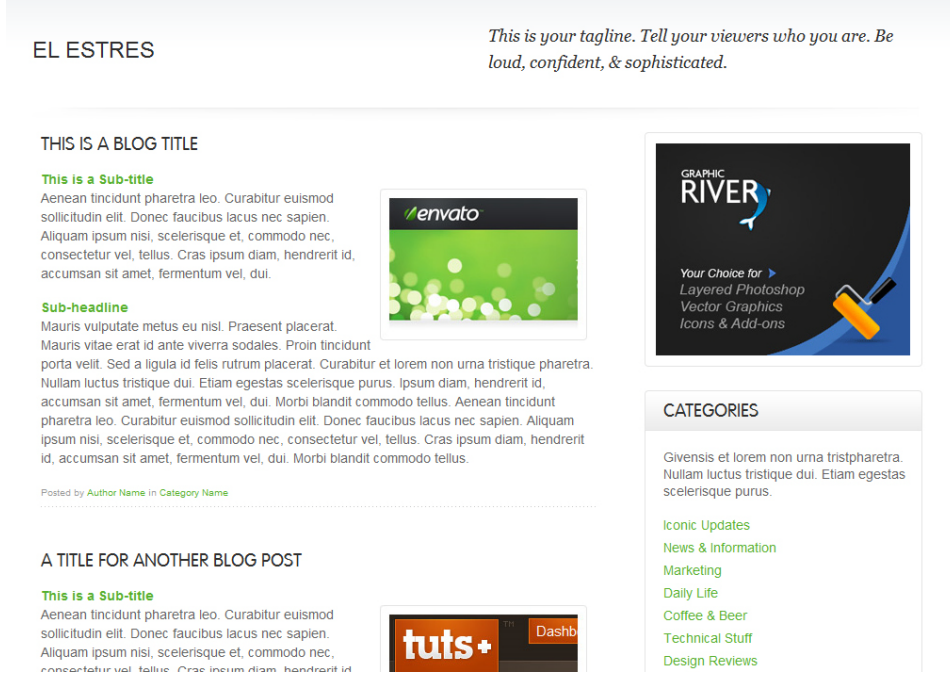 EL ESTRES
This is your tagline. Tell your viewers who you are. Be
loud, confident, & sophisticated.
THIS IS A BLOG TITLE
This is a Sub-title
Aenean tincidunt pharetra leo. Curabitur euismod
sollicitudin elit. Donec faucibus lacus nec sapien.
Aliquam ipsum nisi, scelerisque et, commodo nec,
consectetur vel, tellus. Cras ipsum diam, hendrerit id,
accumsan sit amet, fermentum vel, dui.
envato
Sub-headline
Mauris vulputate metus eu nisl. Praesent placerat.
Mauris vitae erat id ante viverra sodales. Proin tincidunt
porta velit. Sed a ligula id felis rutrum placerat. Curabitur et lorem non urna tristique pharetra.
Nullam luctus tristique dui. Etiam egestas scelerisque purus. Ipsum diam, hendrerit id,
accumsan sit amet, fermentum vel, dui. Morbi blandit commodo tellus. Aenean tincidunt
pharetra leo. Curabitur euismod sollicitudin elit. Donec faucibus lacus nec sapien. Aliquam
ipsum nisi, scelerisque et, commodo nec, consectetur vel, tellus. Cras ipsum diam, hendrerit
id, accumsan sit amet, fermentum vel, dui. Morbi blandit commodo tellus.
Posted by Author Name in Category Name
A TITLE FOR ANOTHER BLOG POST
This is a Sub-title
Aenean tincidunt pharetra leo. Curabitur euismod
sollicitudin elit. Donec faucibus lacus nec sapien.
Aliquam ipsum nisi, scelerisque et, commodo nec,
consectetur vel, tellus. Cras ipsum diam, hendrerit id,
tuts+ TM
Dashb
GRAPHIC
RIVER
Your Choice for
Layered Photoshop
Vector Graphics
Icons & Add-ons
CATEGORIES
Givensis et lorem non urna tristpharetra.
Nullam luctus tristique dui. Etiam egestas
scelerisque purus.
Iconic Updates
News & Information
Marketing
Daily Life
Coffee & Beer
Technical Stuff
Design Reviews